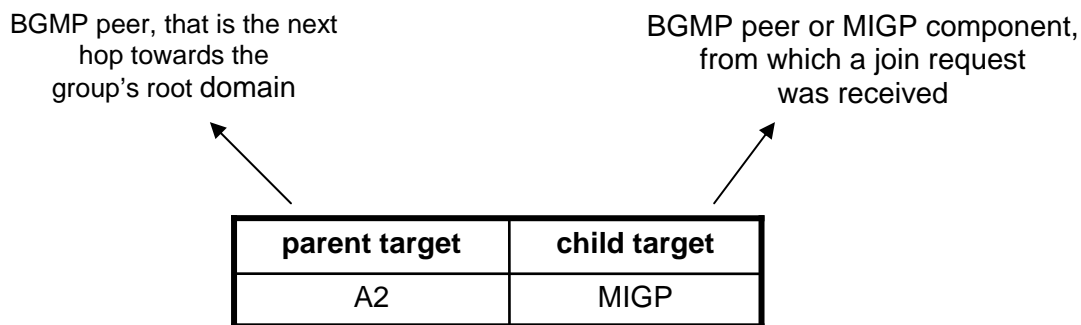 BGMP peer, that is the next
hop towards the
group's root domain
BGMP peer or MIGP component,
from which a join request
was received
parent target child target
A2 MIGP